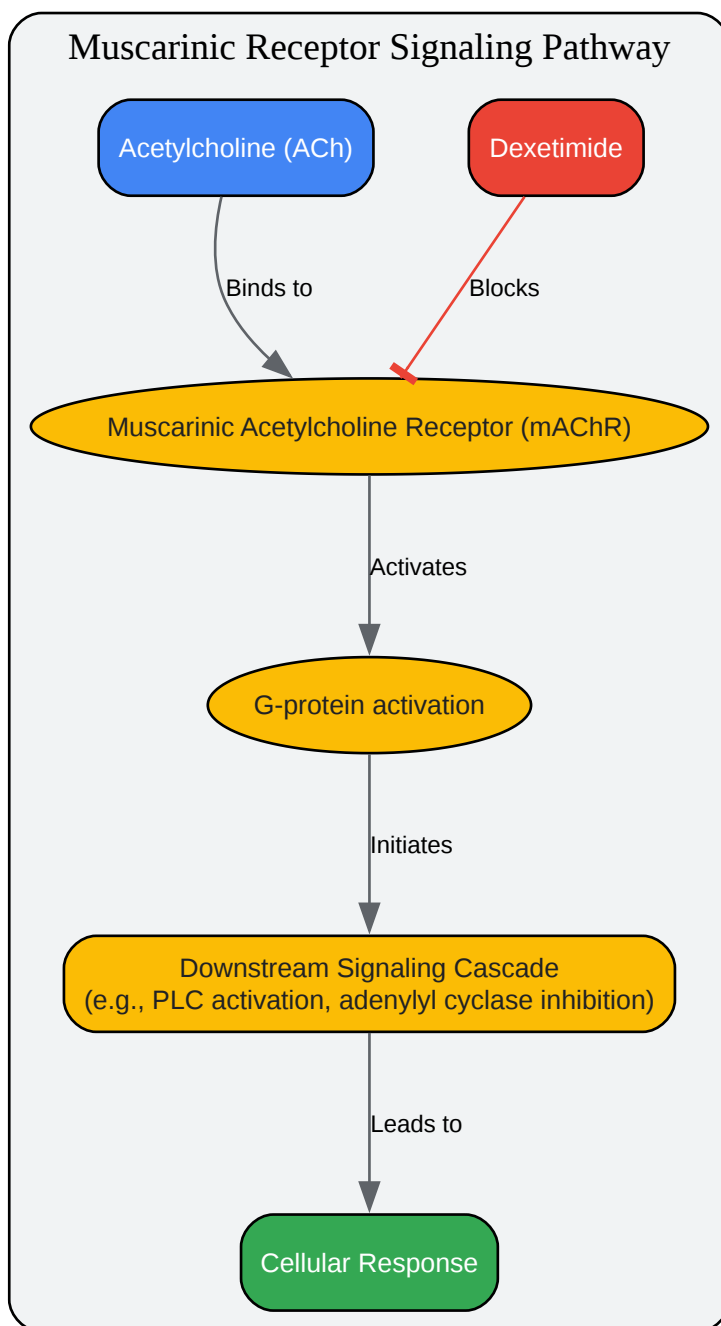 Muscarinic Receptor Signaling Pathway
Acetylcholine (ACh)
Dexetimide
Binds to
Blocks
Muscarinic Acetylcholine Receptor (mAChR)
Activates
G-protein activation
Initiates
Downstream Signaling Cascade
(e.g., PLC activation, adenylyl cyclase inhibition)
Leads to
Cellular Response